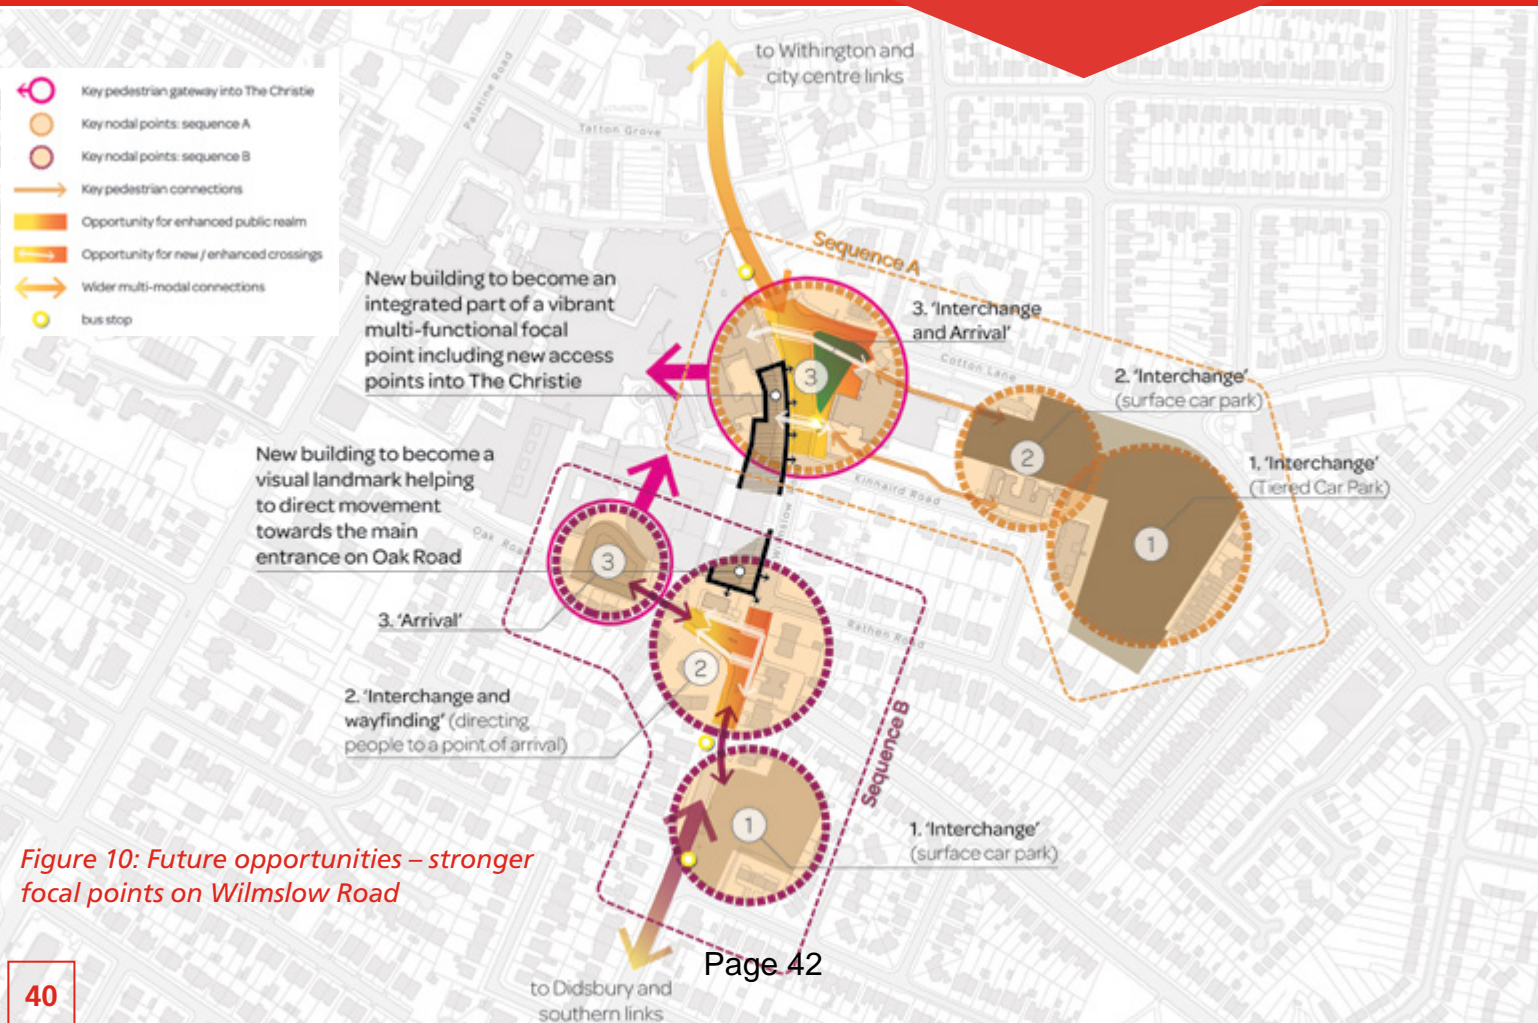 to Withington and
city centre links
Key pedestrian gateway into The Christie
Key nodal points: sequence A
Key nodal points: sequence B
Key pedestrian connections
Opportunity for enhanced public realm
Opportunity for new / enhanced crossings
Wider multi-modal connections
bus stop
Palatine Road
Tatton Grove
Sequence A
New building to become an
integrated part of a vibrant
multi-functional focal
point including new access
points into The Christie
3. 'Interchange
and Arrival'
3
Cotton Lane
2. 'Interchange'
(surface car park)
2
1. 'Interchange'
(Tiered Car Park)
1
Kinnaird Road
New building to become a
visual landmark helping
to direct movement
towards the main
entrance on Oak Road
Oak Road
Wilmslow
3
3. 'Arrival'
Rathen Road
2
2. 'Interchange and
wayfinding' (directing
people to a point of arrival)
Sequence B
1
1. 'Interchange'
(surface car park)
Figure 10: Future opportunities – stronger
focal points on Wilmslow Road
Page 42
40
to Didsbury and
southern links